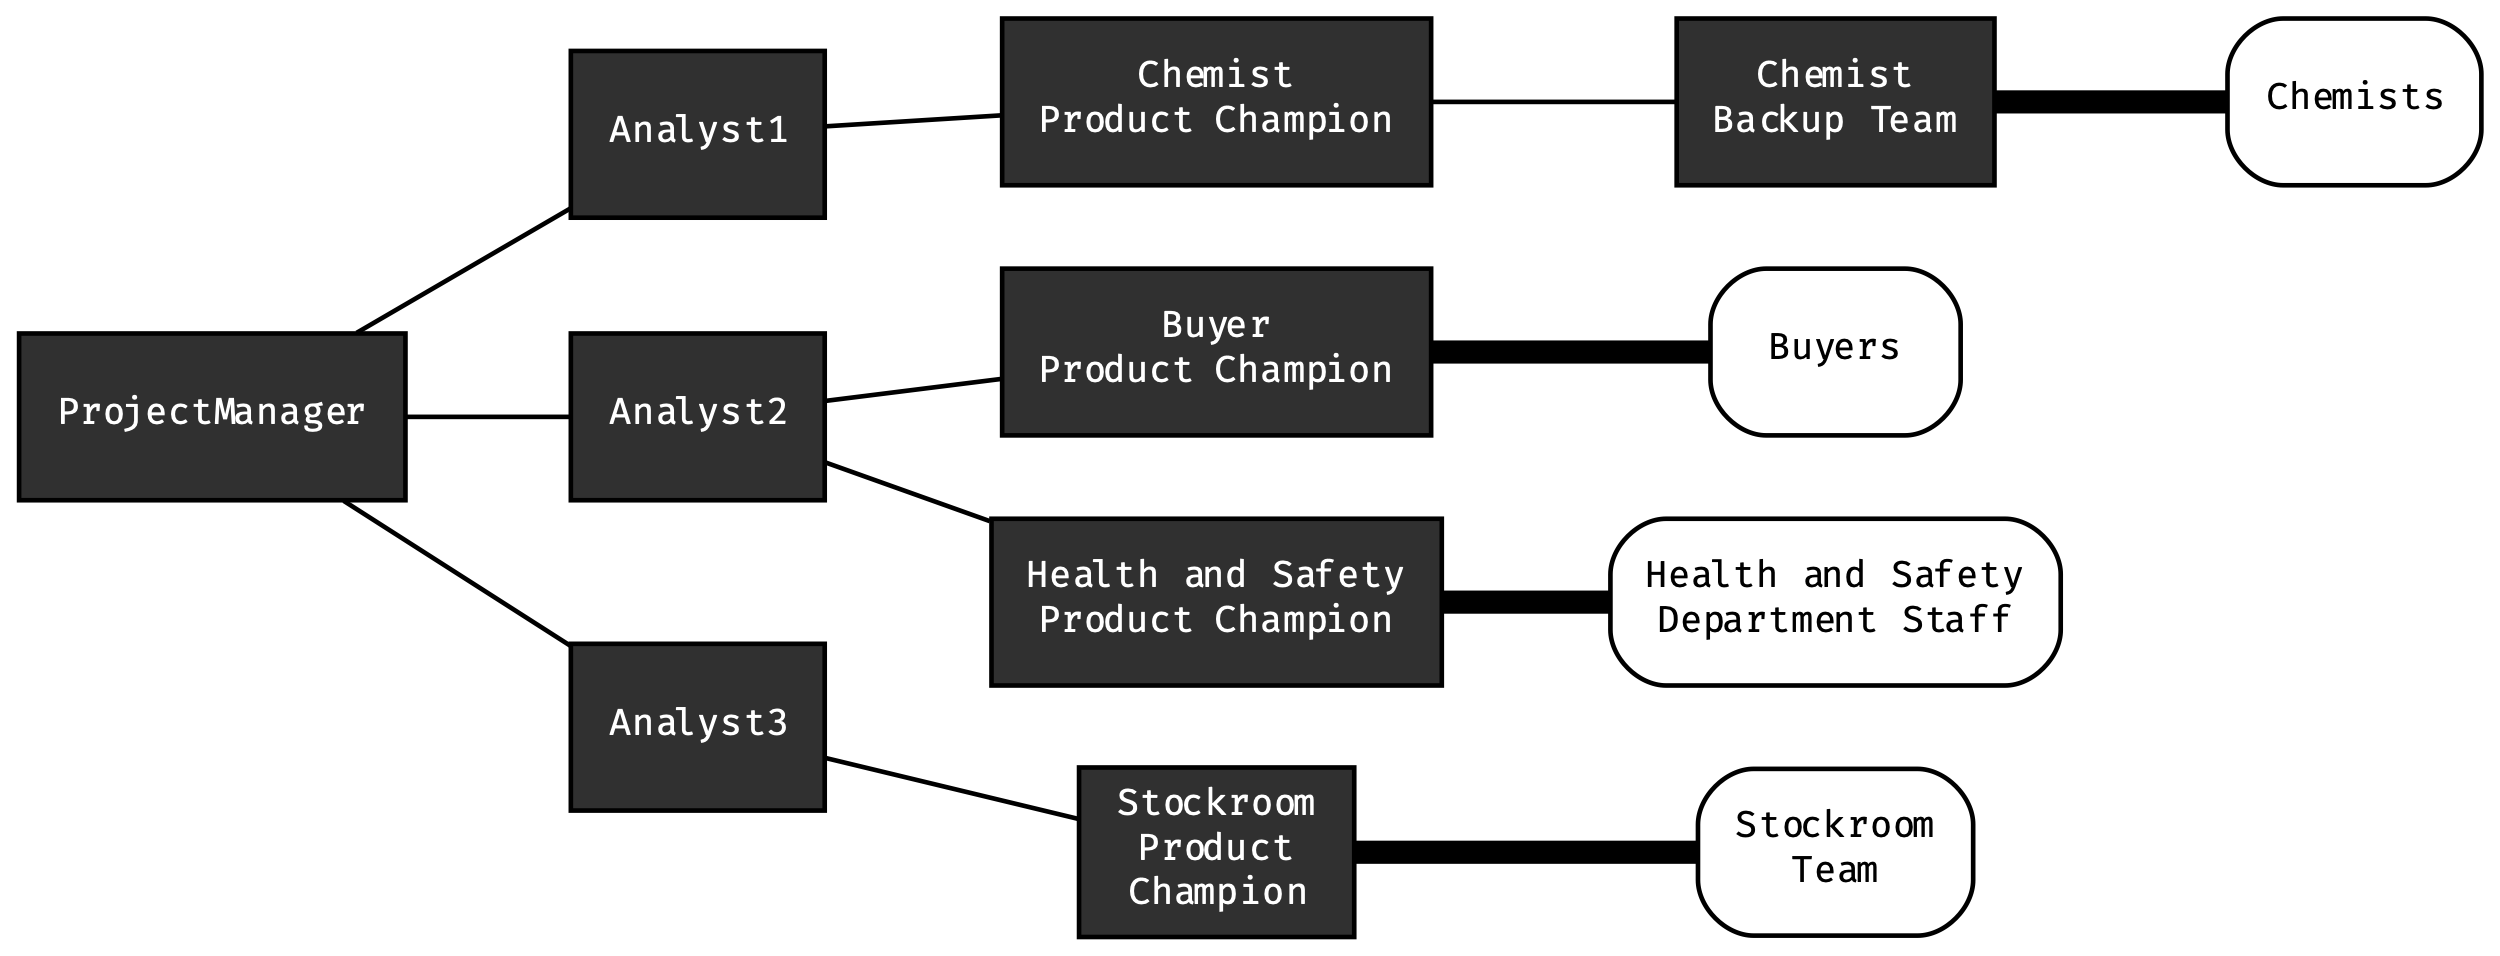 Analyst1
Chemist
Product Champion
Chemist
Backup Team
Chemists
ProjectManager
Analyst2
Buyer
Product Champion
Buyers
Health and Safety
Product Champion
Health and Safety
Department Staff
Analyst3
Stockroom
Product
Champion
Stockroom
Team